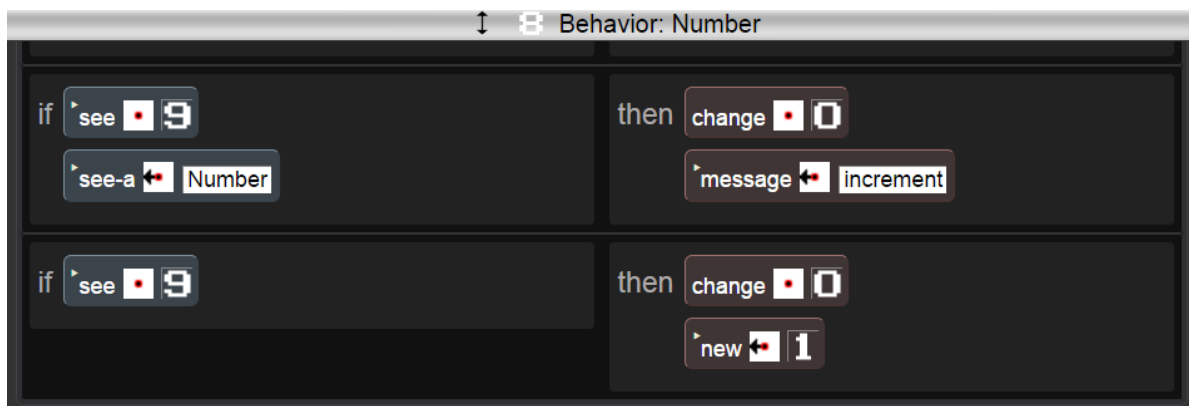 8 Behavior: Number
if see 9 then change 0
see-a Number message increment
if see 9 then change 0
new 1